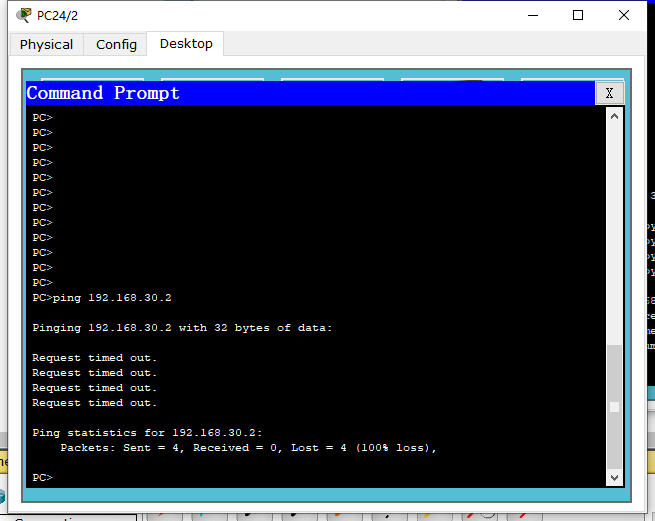 PC24/2
Physical
Config
Desktop
Command Prompt
X
PC>
PC>
PC>
PC>
PC>
PC>
PC>
PC>
PC>
PC>
PC>
PC>
PC>ping 192.168.30.2
Pinging 192.168.30.2 with 32 bytes of data:
Request timed out.
Request timed out.
Request timed out.
Request timed out.
Ping statistics for 192.168.30.2:
Packets: Sent = 4, Received = 0, Lost = 4 (100% loss),
PC>